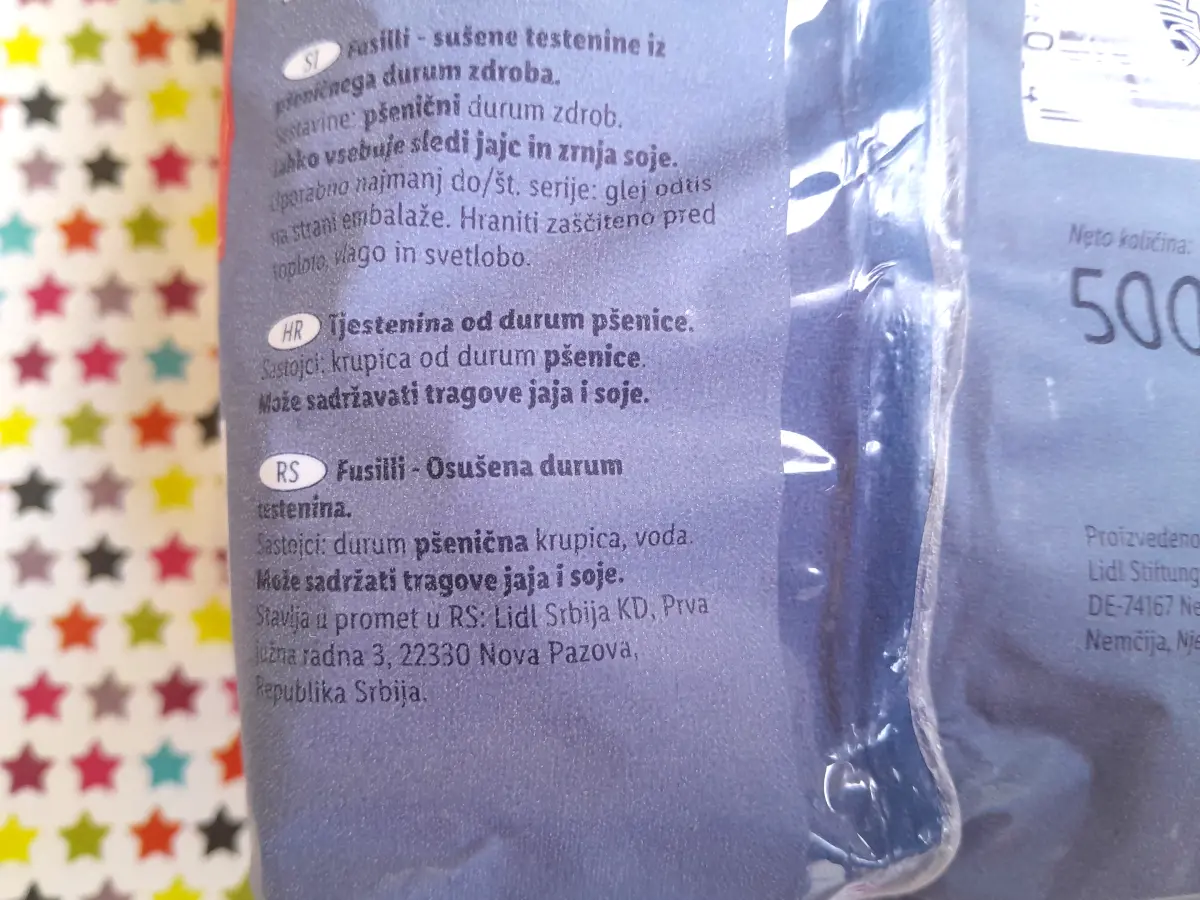 SI Fusilli - sušene testenine iz
pšeničnega durum zdroba.
Sestavine: pšenični durum zdrob.
Lahko vsebuje sledi jajc in zrnja soje.
Uporabno najmanj do/št. serije: glej odtis
na strani embalaže. Hraniti zaščiteno pred
toploto, vlago in svetlobo.
HR Tjestenina od durum pšenice.
Sastojci: krupica od durum pšenice.
Može sadržavati tragove jaja i soje.
RS Fusilli - Osušena durum
testenina.
Sastojci: durum pšenična krupica, voda.
Može sadržati tragove jaja i soje.
Stavlja u promet u RS: Lidl Srbija KD, Prva
južna radna 3, 22330 Nova Pazova,
Republika Srbija.
Neto količina:
500
Proizvedeno
Lidl Stiftung
DE-74167
Nemčija,